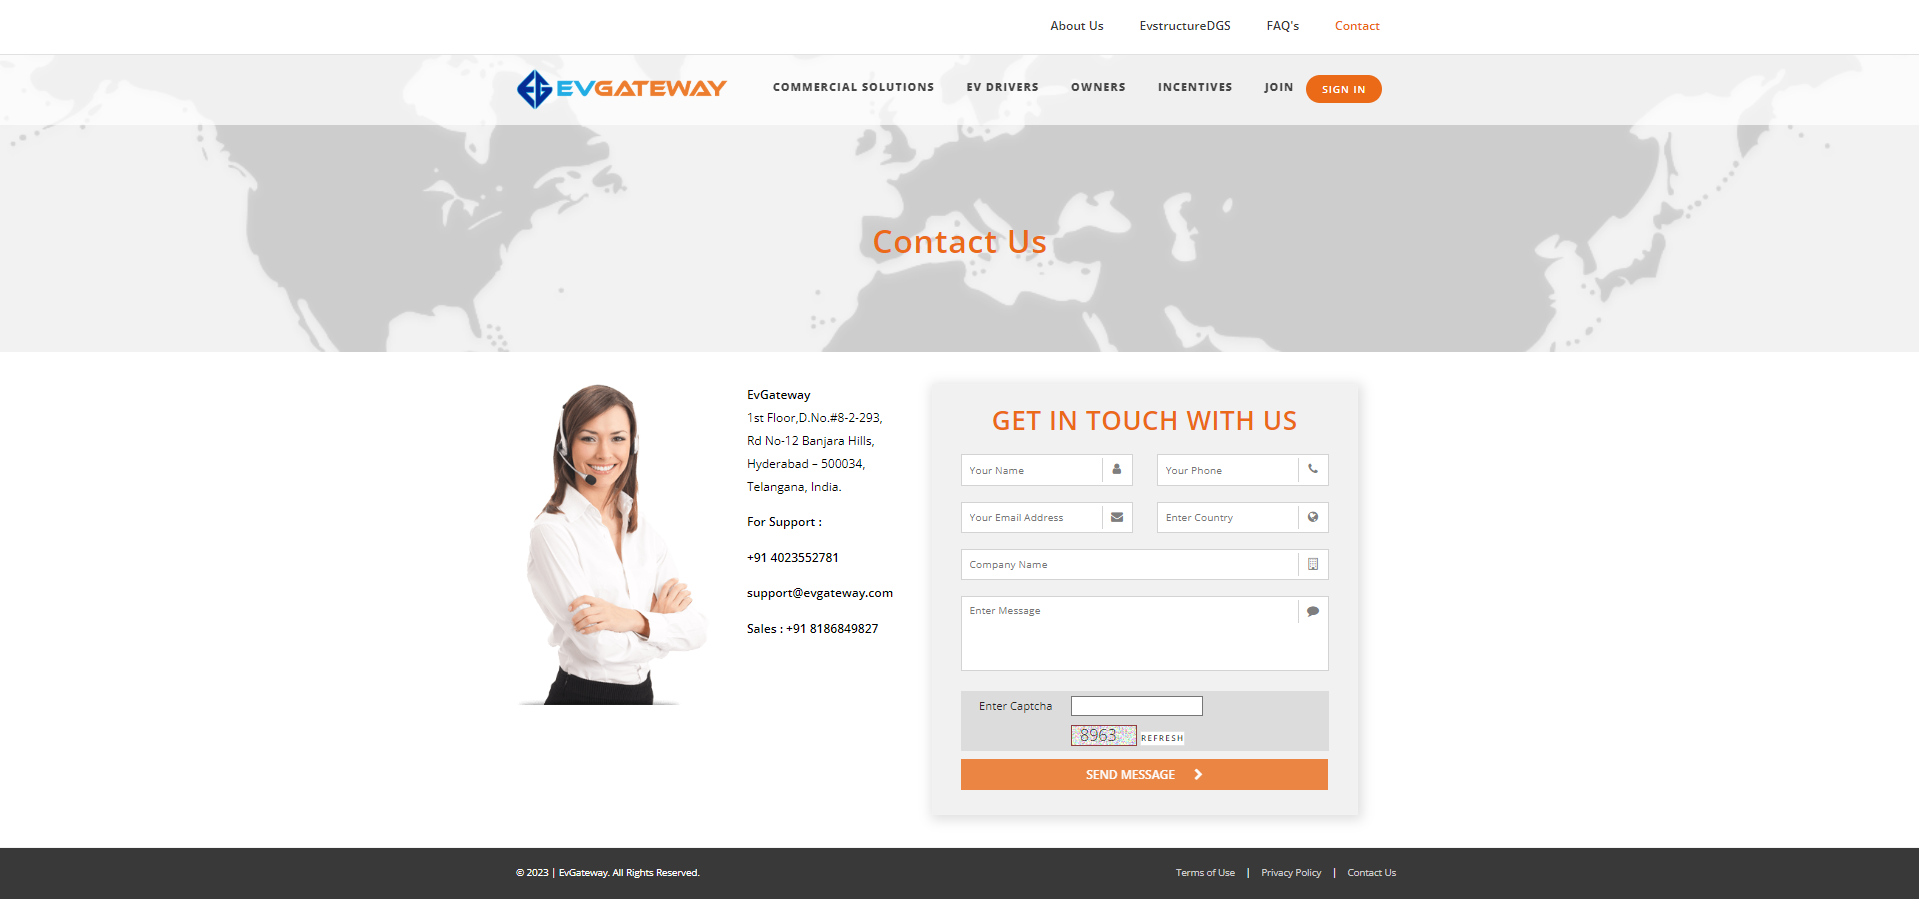 About Us
EvstructureDGS
FAQ's
Contact
EVGATEWAY
COMMERCIAL SOLUTIONS
EV DRIVERS
OWNERS
INCENTIVES
JOIN
SIGN IN
Contact Us
EvGateway
1st Floor,D.No.#8-2-293,
Rd No-12 Banjara Hills,
Hyderabad – 500034,
Telangana, India.
For Support :
+91 4023552781
support@evgateway.com
Sales : +91 8186849827
GET IN TOUCH WITH US
Your Name
Your Phone
Your Email Address
Enter Country
Company Name
Enter Message
Enter Captcha
8963
REFRESH
SEND MESSAGE
© 2023 | EvGateway. All Rights Reserved.
Terms of Use | Privacy Policy | Contact Us